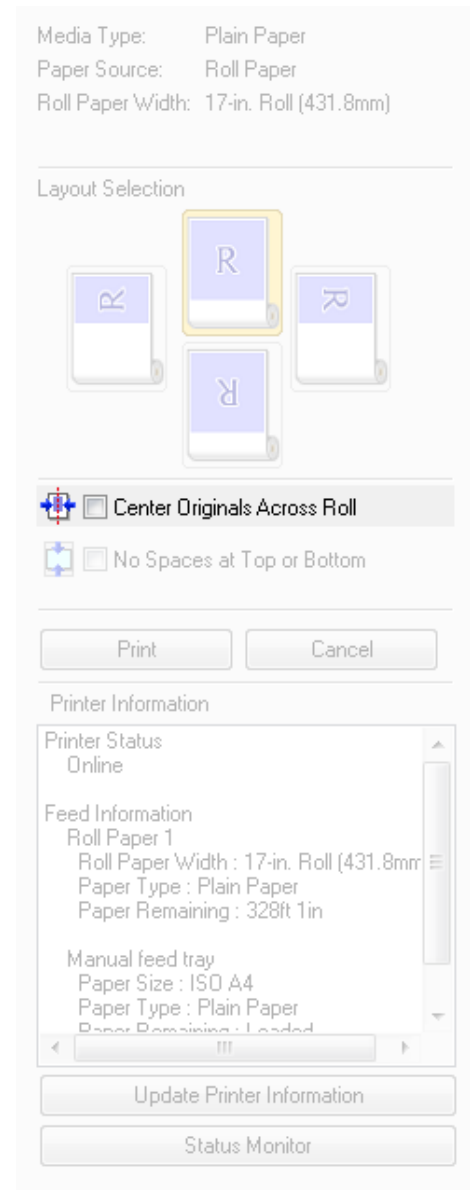 Media Type: Plain Paper
Paper Source: Roll Paper
Roll Paper Width: 17-in. Roll (431.8mm)
Layout Selection
R
R
R
R
Center Originals Across Roll
No Spaces at Top or Bottom
Print Cancel
Printer Information
Printer Status
Online
Feed Information
Roll Paper 1
Roll Paper Width : 17-in. Roll (431.8mm
Paper Type : Plain Paper
Paper Remaining : 328ft 1in
Manual feed tray
Paper Size : ISO A4
Paper Type : Plain Paper
Paper Remaining : Loaded
Update Printer Information
Status Monitor